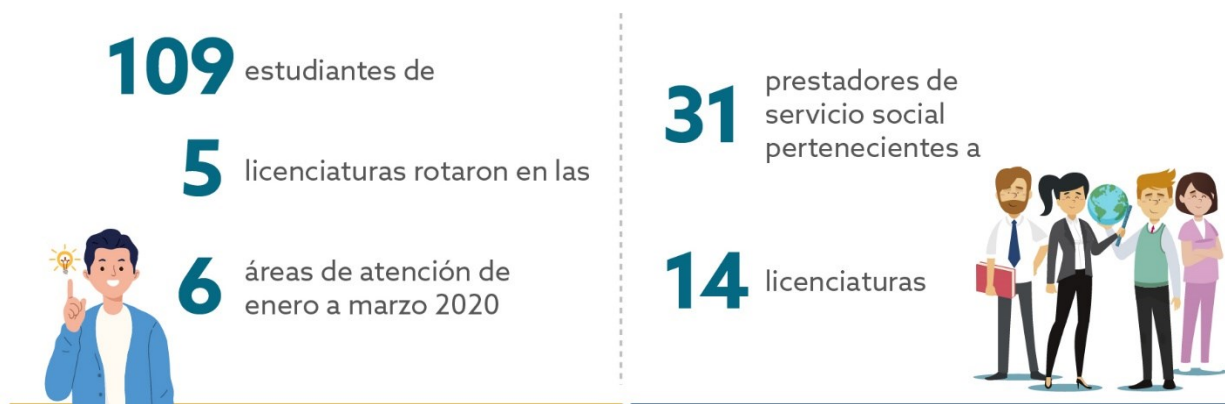 109 estudiantes de
5 licenciaturas rotaron en las
6 áreas de atención de
enero a marzo 2020
31 prestadores de
servicio social
pertenecientes a
14 licenciaturas